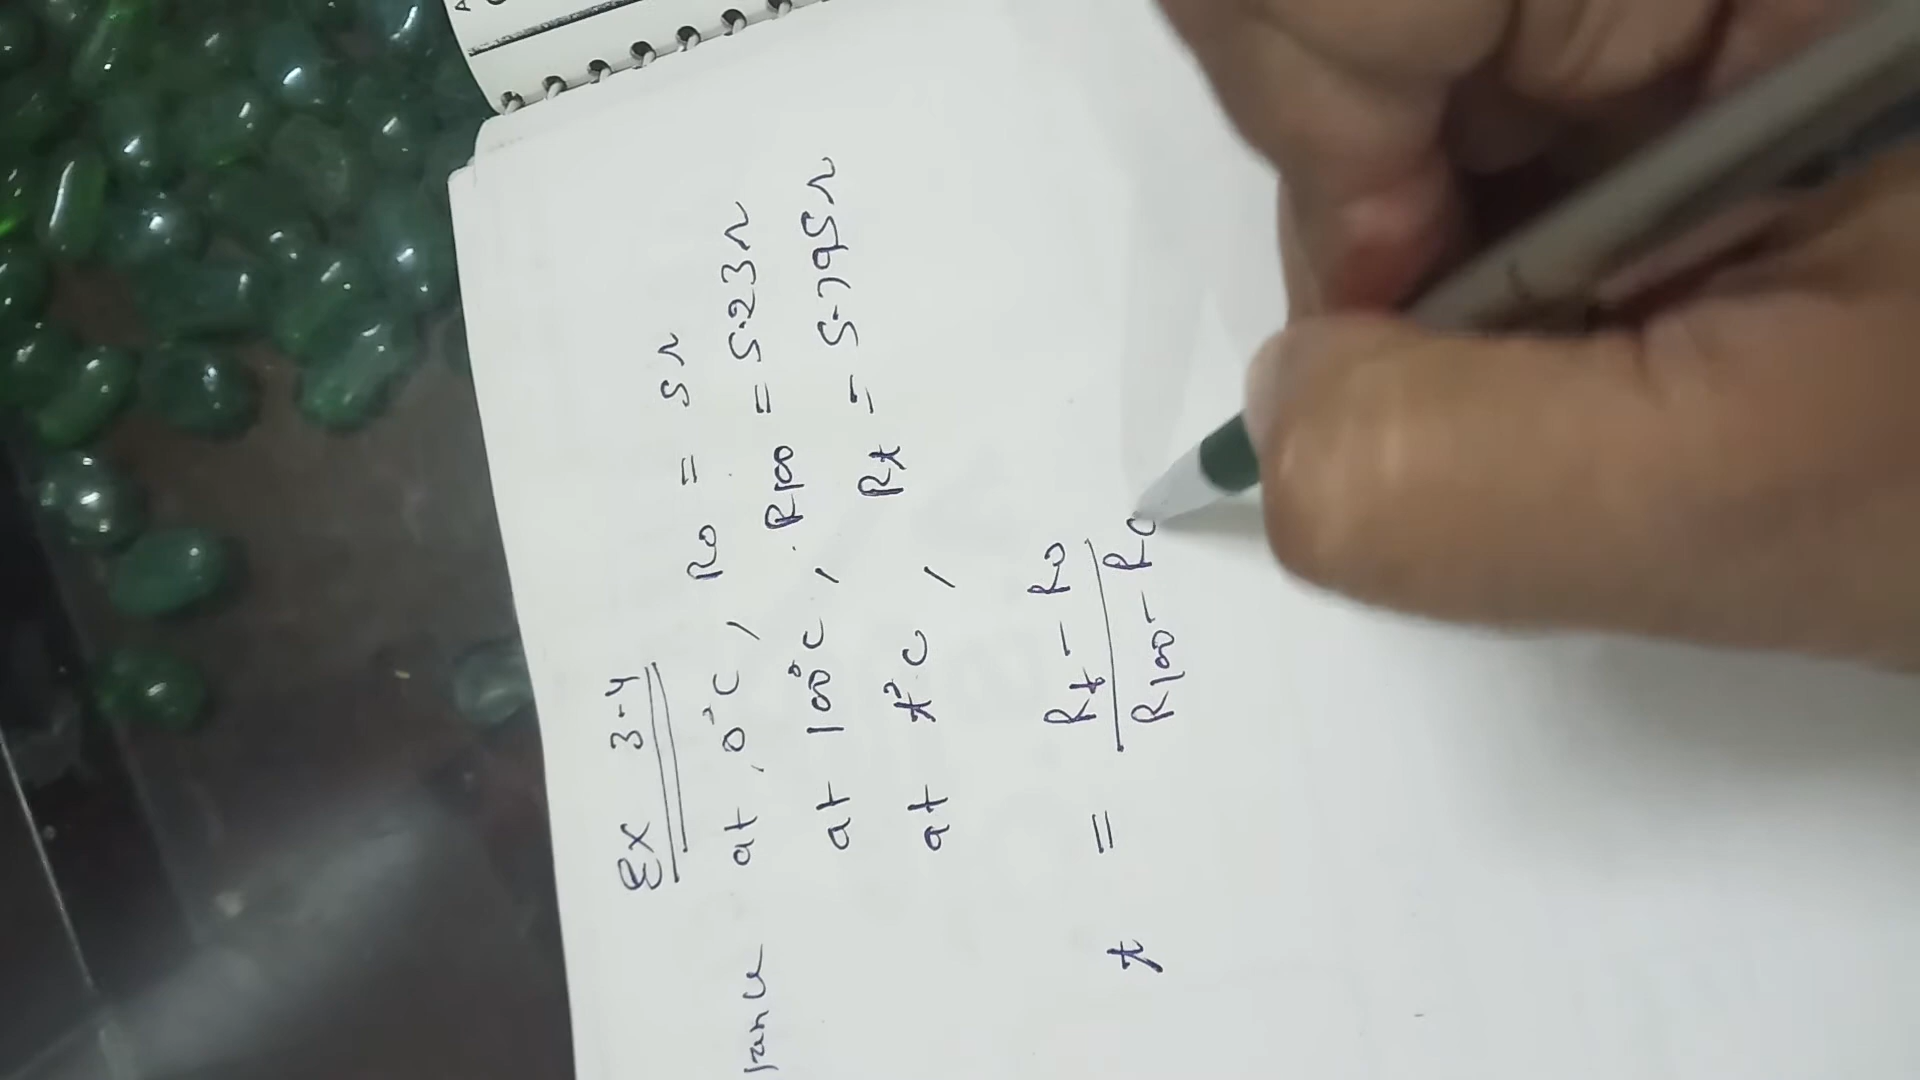 Ex 3.4
at 0°C, R0 = 5Ω
at 100°C, R100 = 5.23Ω
at t°C, Rt = 5.795Ω
t = Rt - R0
R100 - R0